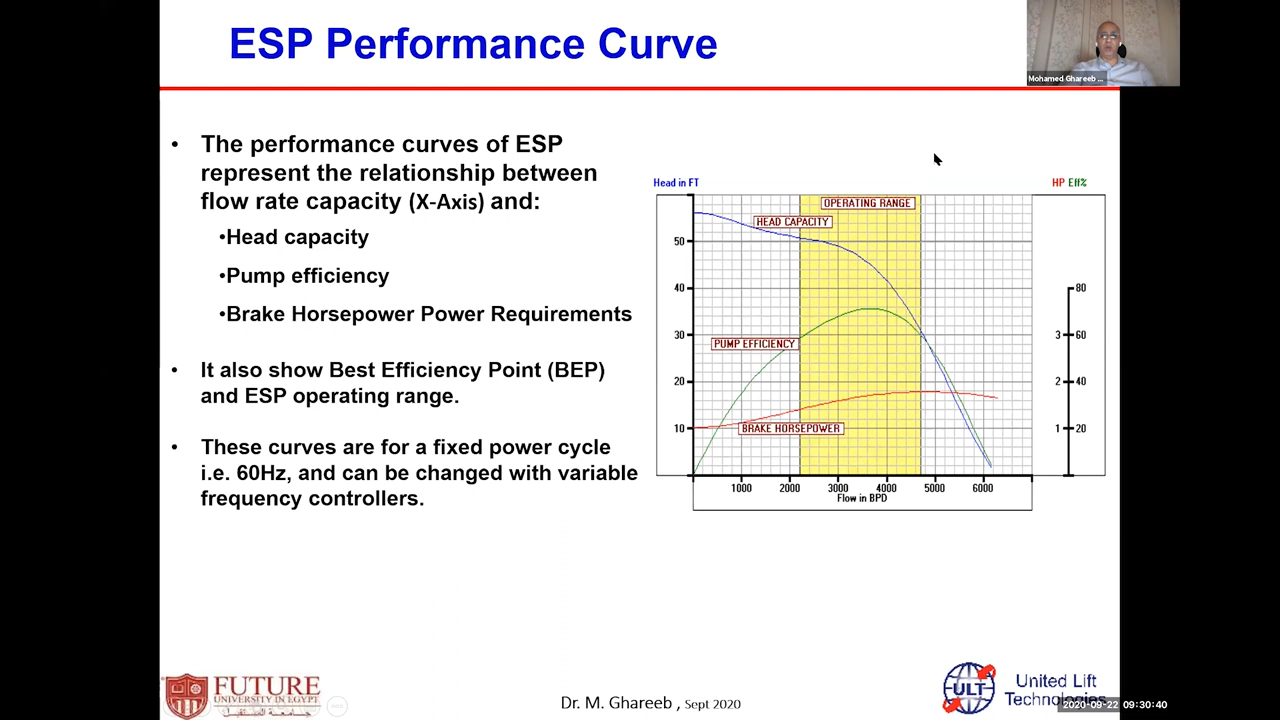 ESP Performance Curve
Mohamed Ghareeb ...
• The performance curves of ESP
represent the relationship between
flow rate capacity (X-Axis) and:
•Head capacity
•Pump efficiency
•Brake Horsepower Power Requirements
• It also show Best Efficiency Point (BEP)
and ESP operating range.
• These curves are for a fixed power cycle
i.e. 60Hz, and can be changed with variable
frequency controllers.
Head in FT
HP Eff%
OPERATING RANGE
HEAD CAPACITY
50
40
80
30
3 60
PUMP EFFICIENCY
20
2 40
10
1 20
BRAKE HORSEPOWER
1000 2000 3000 4000 5000 6000
Flow in BPD
FUTURE
UNIVERSITY IN EGYPT
Dr. M. Ghareeb , Sept 2020
ULT
United Lift
Technologies
2020-09-22 09:30:40